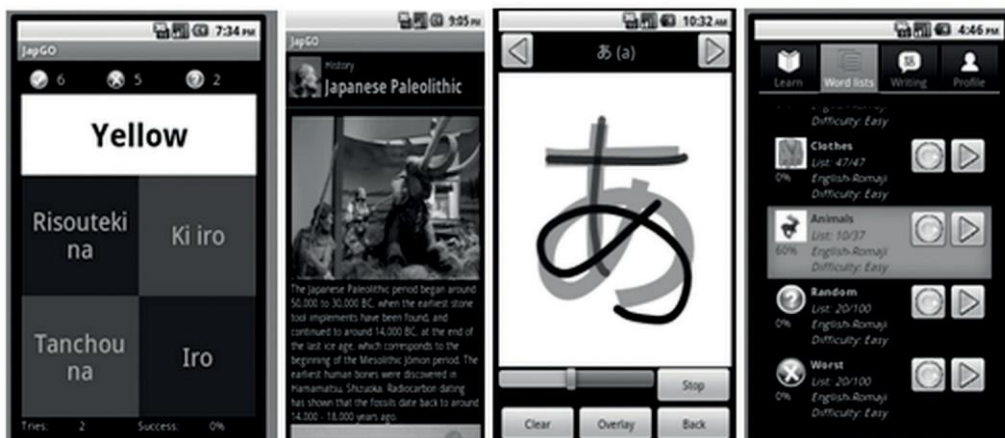 7:34 PM
JapGO
6 5 2
Yellow
Risouteki
na
Ki iro
Tanchou
na
Iro
Tries: 2 Success: 0%
9:05 PM
JapGO
History
Japanese Paleolithic
The Japanese Paleolithic period began around
50,000 to 30,000 BC, when the earliest stone
tool implements have been found, and
continued to around 14,000 BC, at the end of
the last ice age, which corresponds to the
beginning of the Mesolithic Jōmon period. The
earliest human bones were discovered in
Hamamatsu, Shizuoka. Radiocarbon dating
has shown that the fossils date back to around
14,000 - 18,000 years ago.
10:32 AM
あ (a)
あ
Stop
Clear Overlay Back
4:46 PM
Learn Word lists Writing Profile
English-Romaji
Difficulty: Easy
Clothes
List: 47/47
0% English-Romaji
Difficulty: Easy
Animals
List: 10/37
60% English-Romaji
Difficulty: Easy
Random
List: 20/100
0% English-Romaji
Difficulty: Easy
Worst
List: 20/100
0% English-Romaji
Difficulty: Easy